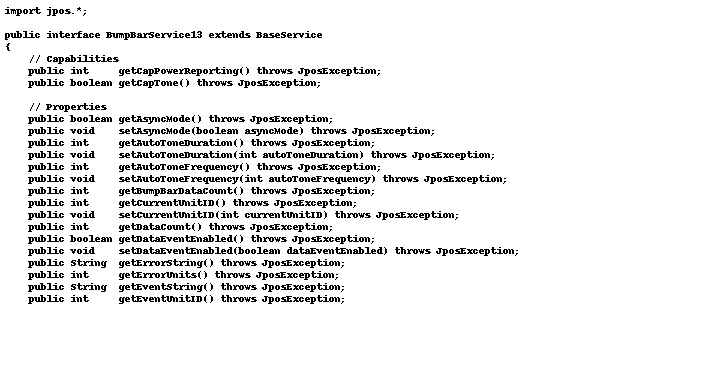 import jpos.*;
public interface BumpBarService13 extends BaseService
{
// Capabilities
public int getCapPowerReporting() throws JposException;
public boolean getCapTone() throws JposException;
// Properties
public boolean getAsyncMode() throws JposException;
public void setAsyncMode(boolean asyncMode) throws JposException;
public int getAutoToneDuration() throws JposException;
public void setAutoToneDuration(int autoToneDuration) throws JposException;
public int getAutoToneFrequency() throws JposException;
public void setAutoToneFrequency(int autoToneFrequency) throws JposException;
public int getBumpBarDataCount() throws JposException;
public int getCurrentUnitID() throws JposException;
public void setCurrentUnitID(int currentUnitID) throws JposException;
public int getDataCount() throws JposException;
public boolean getDataEventEnabled() throws JposException;
public void setDataEventEnabled(boolean dataEventEnabled) throws JposException;
public String getErrorString() throws JposException;
public int getErrorUnits() throws JposException;
public String getEventString() throws JposException;
public int getEventUnitID() throws JposException;